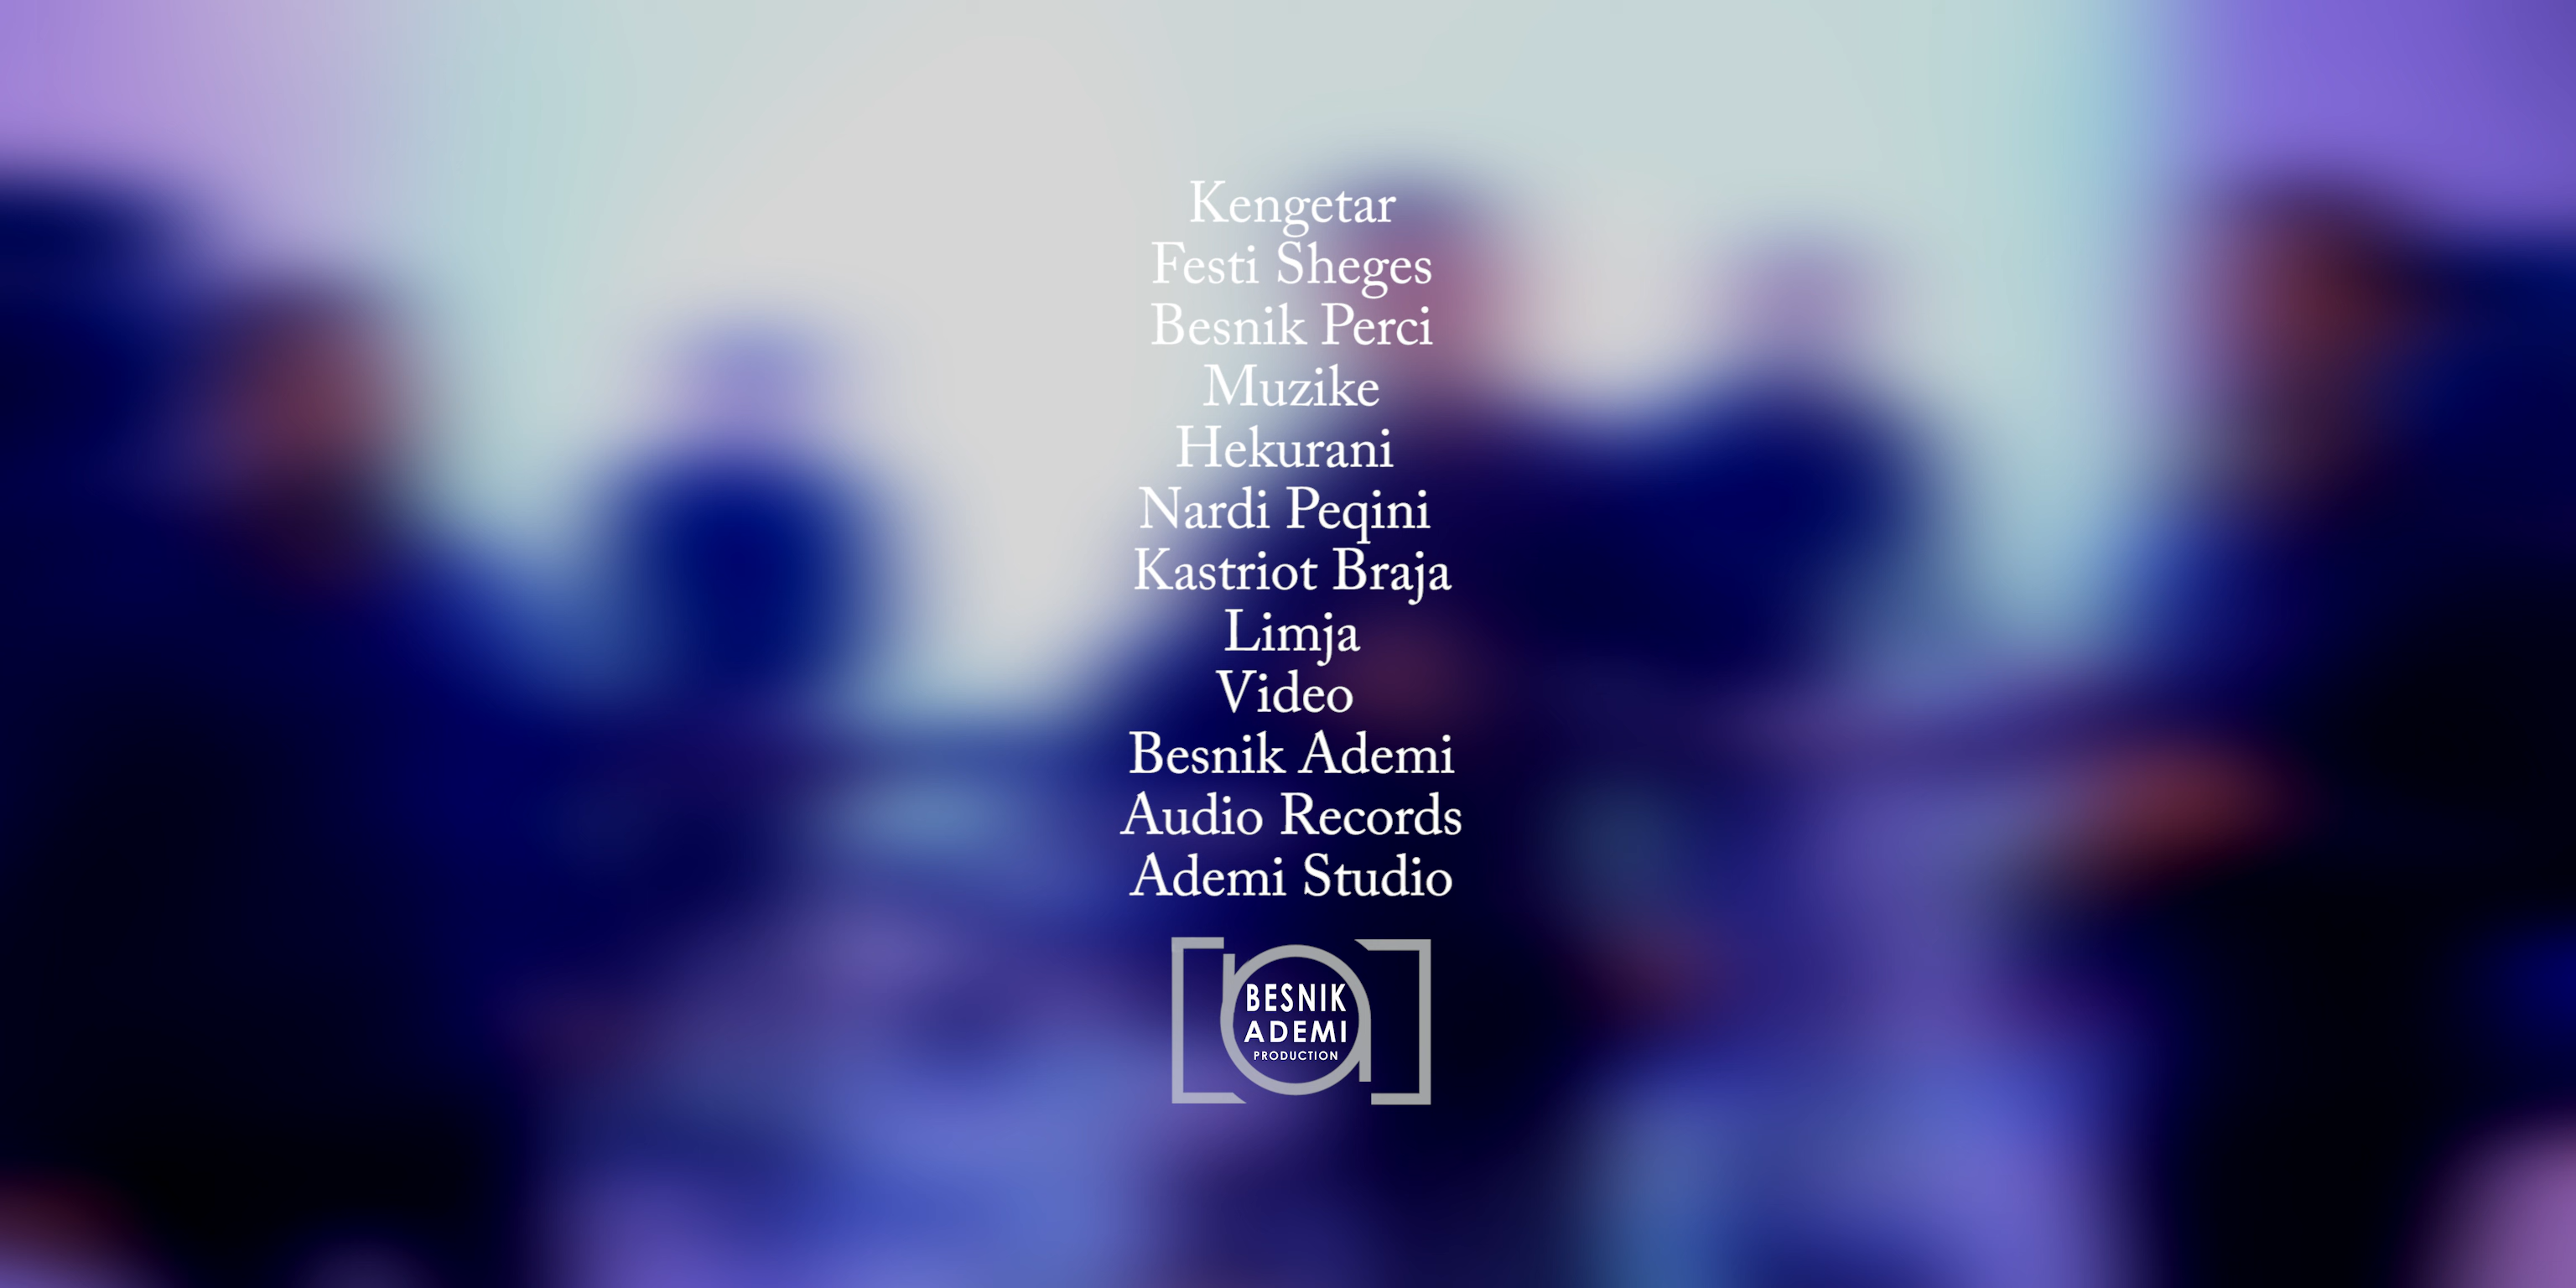 Kengetar
Festi Sheges
Besnik Perci
Muzike
Hekurani
Nardi Peqini
Kastriot Braja
Limja
Video
Besnik Ademi
Audio Records
Ademi Studio
BESNIK
ADEMI
PRODUCTION